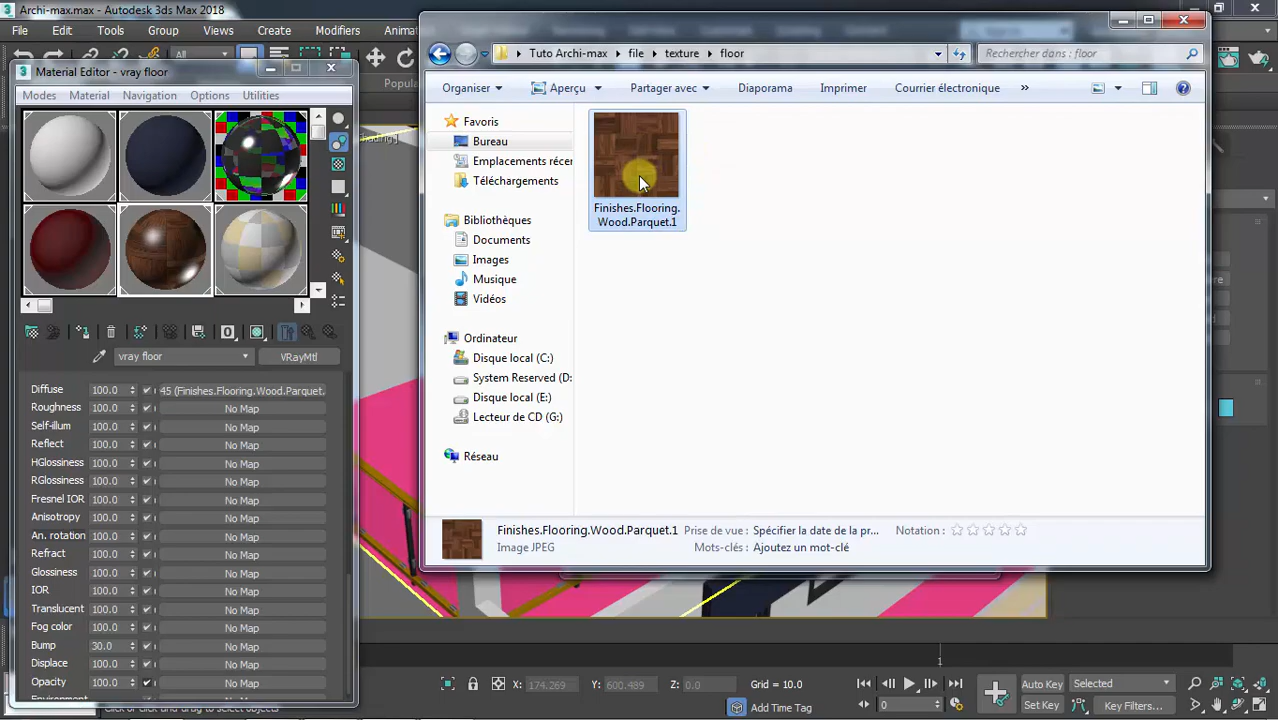 Archi-max.max - Autodesk 3ds Max 2018
File Edit Tools Group Views Create Modifiers Animat
All
Popula
Material Editor - vray floor
Modes Material Navigation Options Utilities
vray floor VRayMtl
Diffuse 100.0 45 (Finishes.Flooring.Wood.Parquet.
Roughness 100.0 No Map
Self-illum 100.0 No Map
Reflect 100.0 No Map
HGlossiness 100.0 No Map
RGlossiness 100.0 No Map
Fresnel IOR 100.0 No Map
Anisotropy 100.0 No Map
An. rotation 100.0 No Map
Refract 100.0 No Map
Glossiness 100.0 No Map
IOR 100.0 No Map
Translucent 100.0 No Map
Fog color 100.0 No Map
Bump 30.0 No Map
Displace 100.0 No Map
Opacity 100.0 No Map
Tuto Archi-max file texture floor
Rechercher dans : floor
Organiser Aperçu Partager avec Diaporama Imprimer Courrier électronique »
Favoris
Bureau
Emplacements récer
Téléchargements
Bibliothèques
Documents
Images
Musique
Vidéos
Ordinateur
Disque local (C:)
System Reserved (D:
Disque local (E:)
Lecteur de CD (G:)
Réseau
Finishes.Flooring.
Wood.Parquet.1
Finishes.Flooring.Wood.Parquet.1 Prise de vue : Spécifier la date de la pr... Notation :
Image JPEG Mots-clés : Ajoutez un mot-clé
X: 174.269 Y: 600.489 Z: 0.0 Grid = 10.0
Add Time Tag
0
Auto Key Selected
Set Key Key Filters...